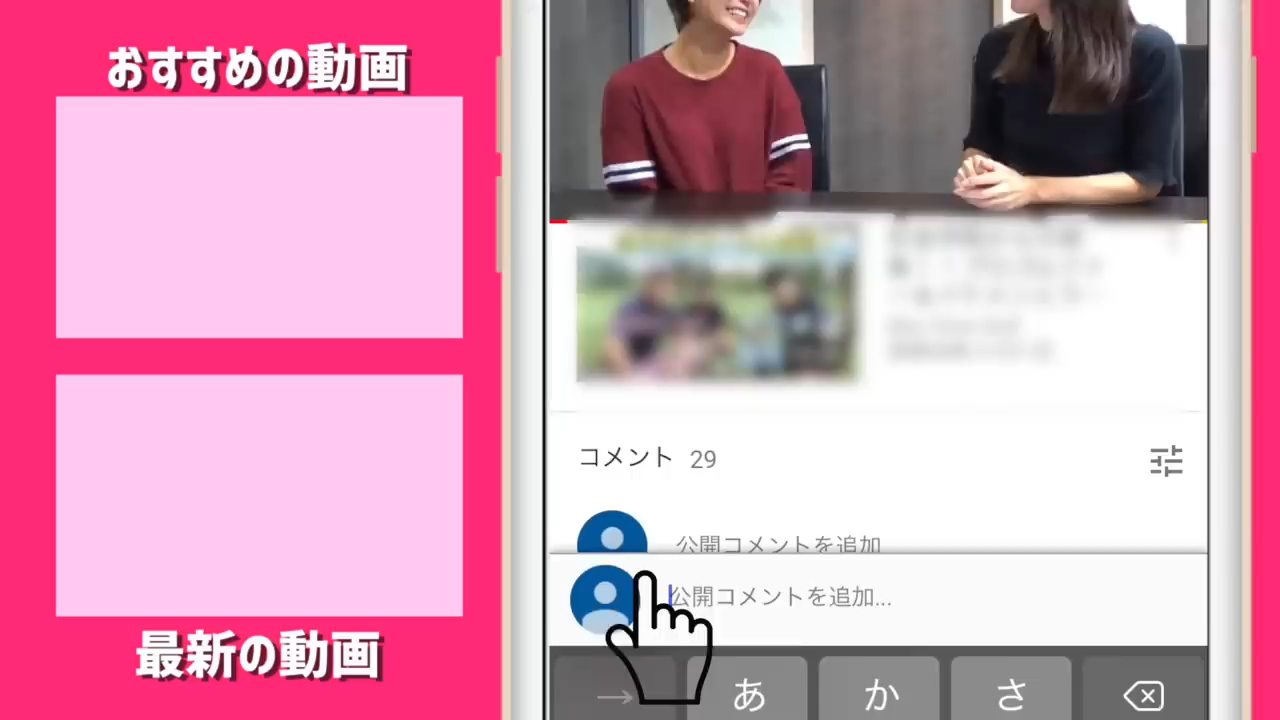 おすすめの動画
最新の動画
コメント 29
公開コメントを追加
公開コメントを追加...
→ あ か さ